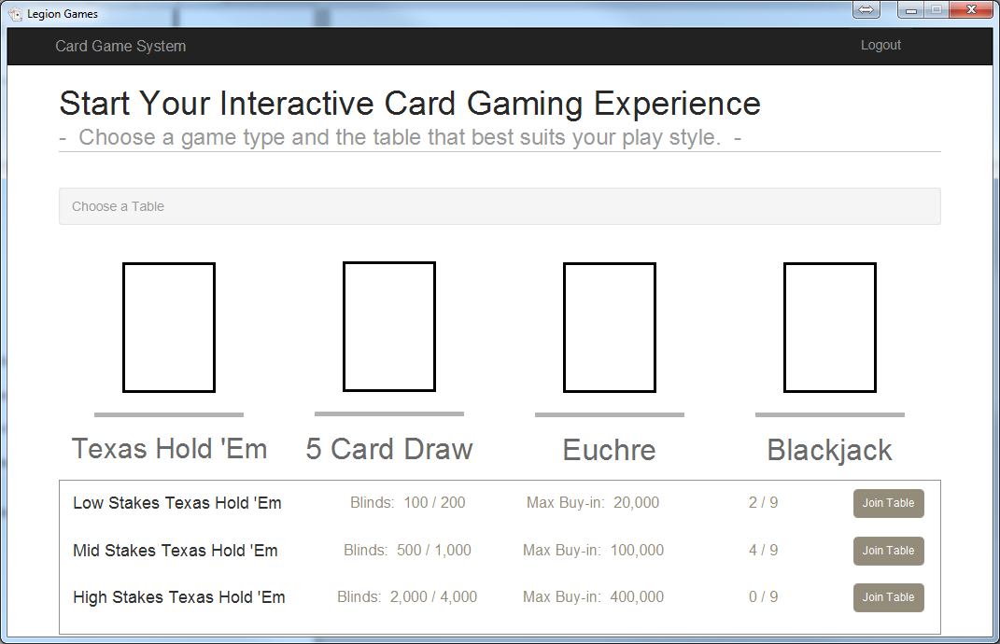 Legion Games
Card Game System Logout
Start Your Interactive Card Gaming Experience
- Choose a game type and the table that best suits your play style. -
Choose a Table
Texas Hold 'Em 5 Card Draw Euchre Blackjack
Low Stakes Texas Hold 'Em Blinds: 100 / 200 Max Buy-in: 20,000 2 / 9 Join Table
Mid Stakes Texas Hold 'Em Blinds: 500 / 1,000 Max Buy-in: 100,000 4 / 9 Join Table
High Stakes Texas Hold 'Em Blinds: 2,000 / 4,000 Max Buy-in: 400,000 0 / 9 Join Table